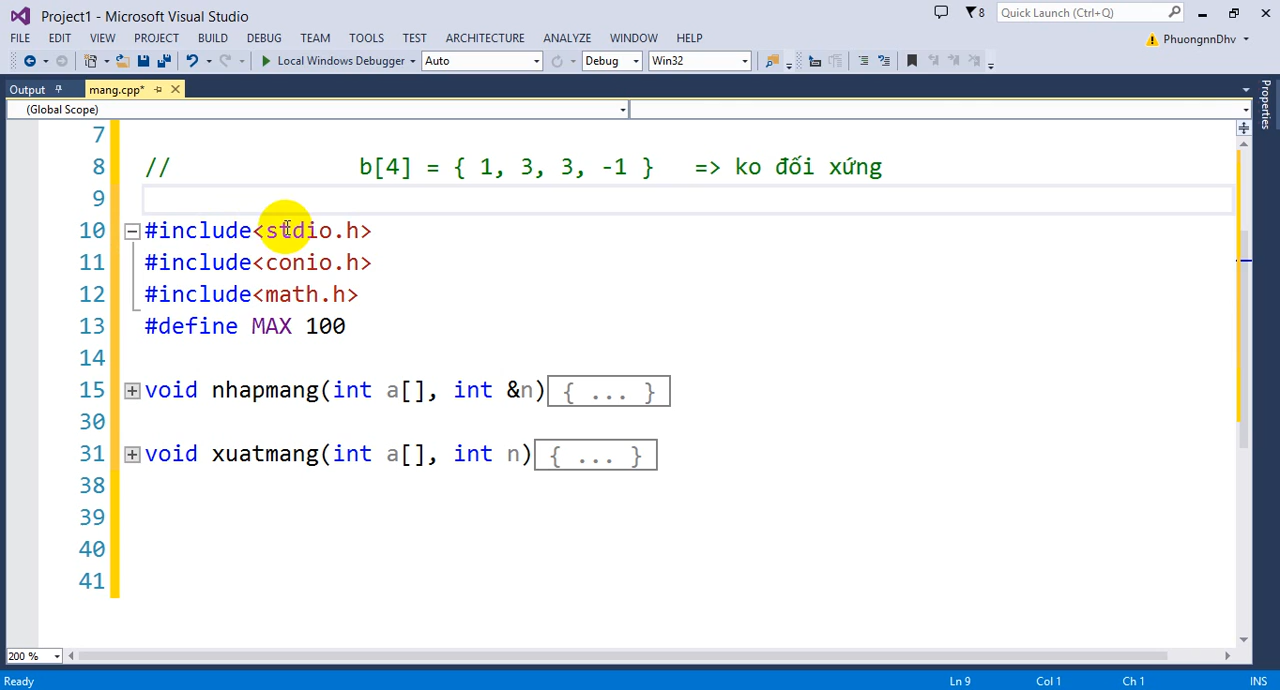 Project1 - Microsoft Visual Studio
8
Quick Launch (Ctrl+Q)
FILE EDIT VIEW PROJECT BUILD DEBUG TEAM TOOLS TEST ARCHITECTURE ANALYZE WINDOW HELP
PhuongnnDhv
Local Windows Debugger Auto Debug Win32
Output mang.cpp*
Properties
(Global Scope)
7
8 // b[4] = { 1, 3, 3, -1 } => ko đối xứng
9
10 #include<stdio.h>
11 #include<conio.h>
12 #include<math.h>
13 #define MAX 100
14
15 void nhapmang(int a[], int &n){ ... }
30
31 void xuatmang(int a[], int n){ ... }
38
39
40
41
200 %
Ready Ln 9 Col 1 Ch 1 INS